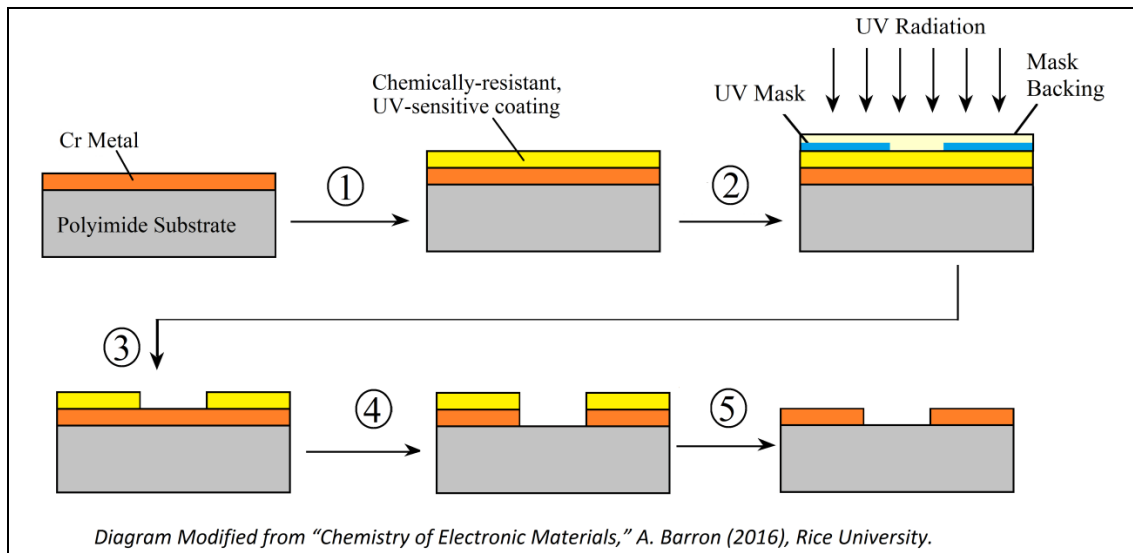 UV Radiation
Chemically-resistant,
UV-sensitive coating
Mask
Backing
UV Mask
Cr Metal
①
②
Polyimide Substrate
③
④
⑤
Diagram Modified from “Chemistry of Electronic Materials,” A. Barron (2016), Rice University.